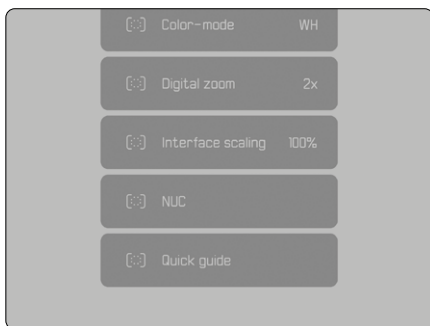 Color-mode WH
Digital zoom 2x
Interface scaling 100%
NUC
Quick guide